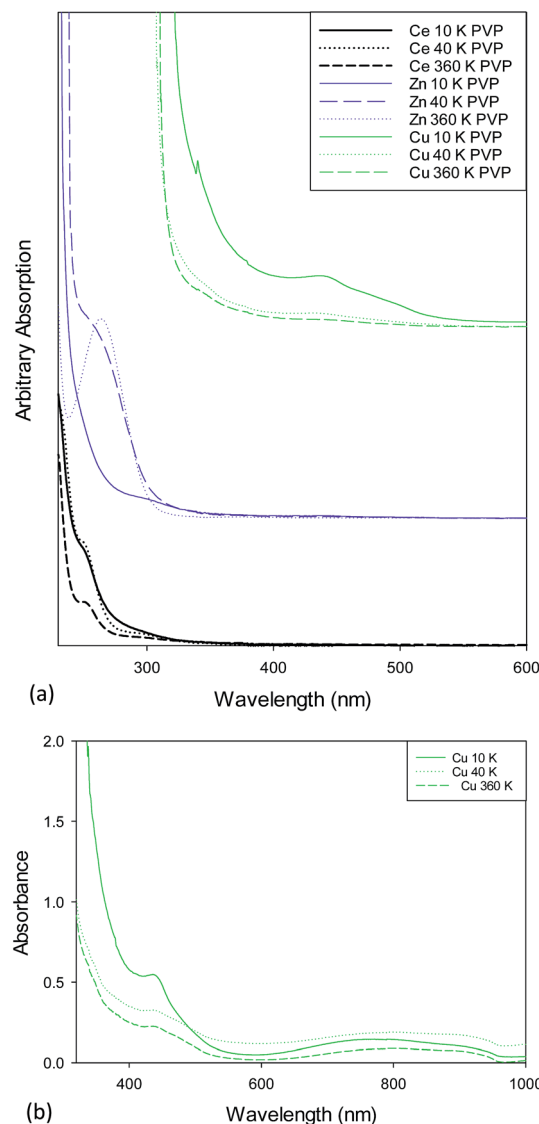 Ce 10 K PVP
Ce 40 K PVP
Ce 360 K PVP
Zn 10 K PVP
Zn 40 K PVP
Zn 360 K PVP
Cu 10 K PVP
Cu 40 K PVP
Cu 360 K PVP
Arbitrary Absorption
300 400 500 600
Wavelength (nm)
(a)
Cu 10 K
Cu 40 K
Cu 360 K
2.0
1.5
1.0
0.5
0.0
Absorbance
400 600 800 1000
Wavelength (nm)
(b)